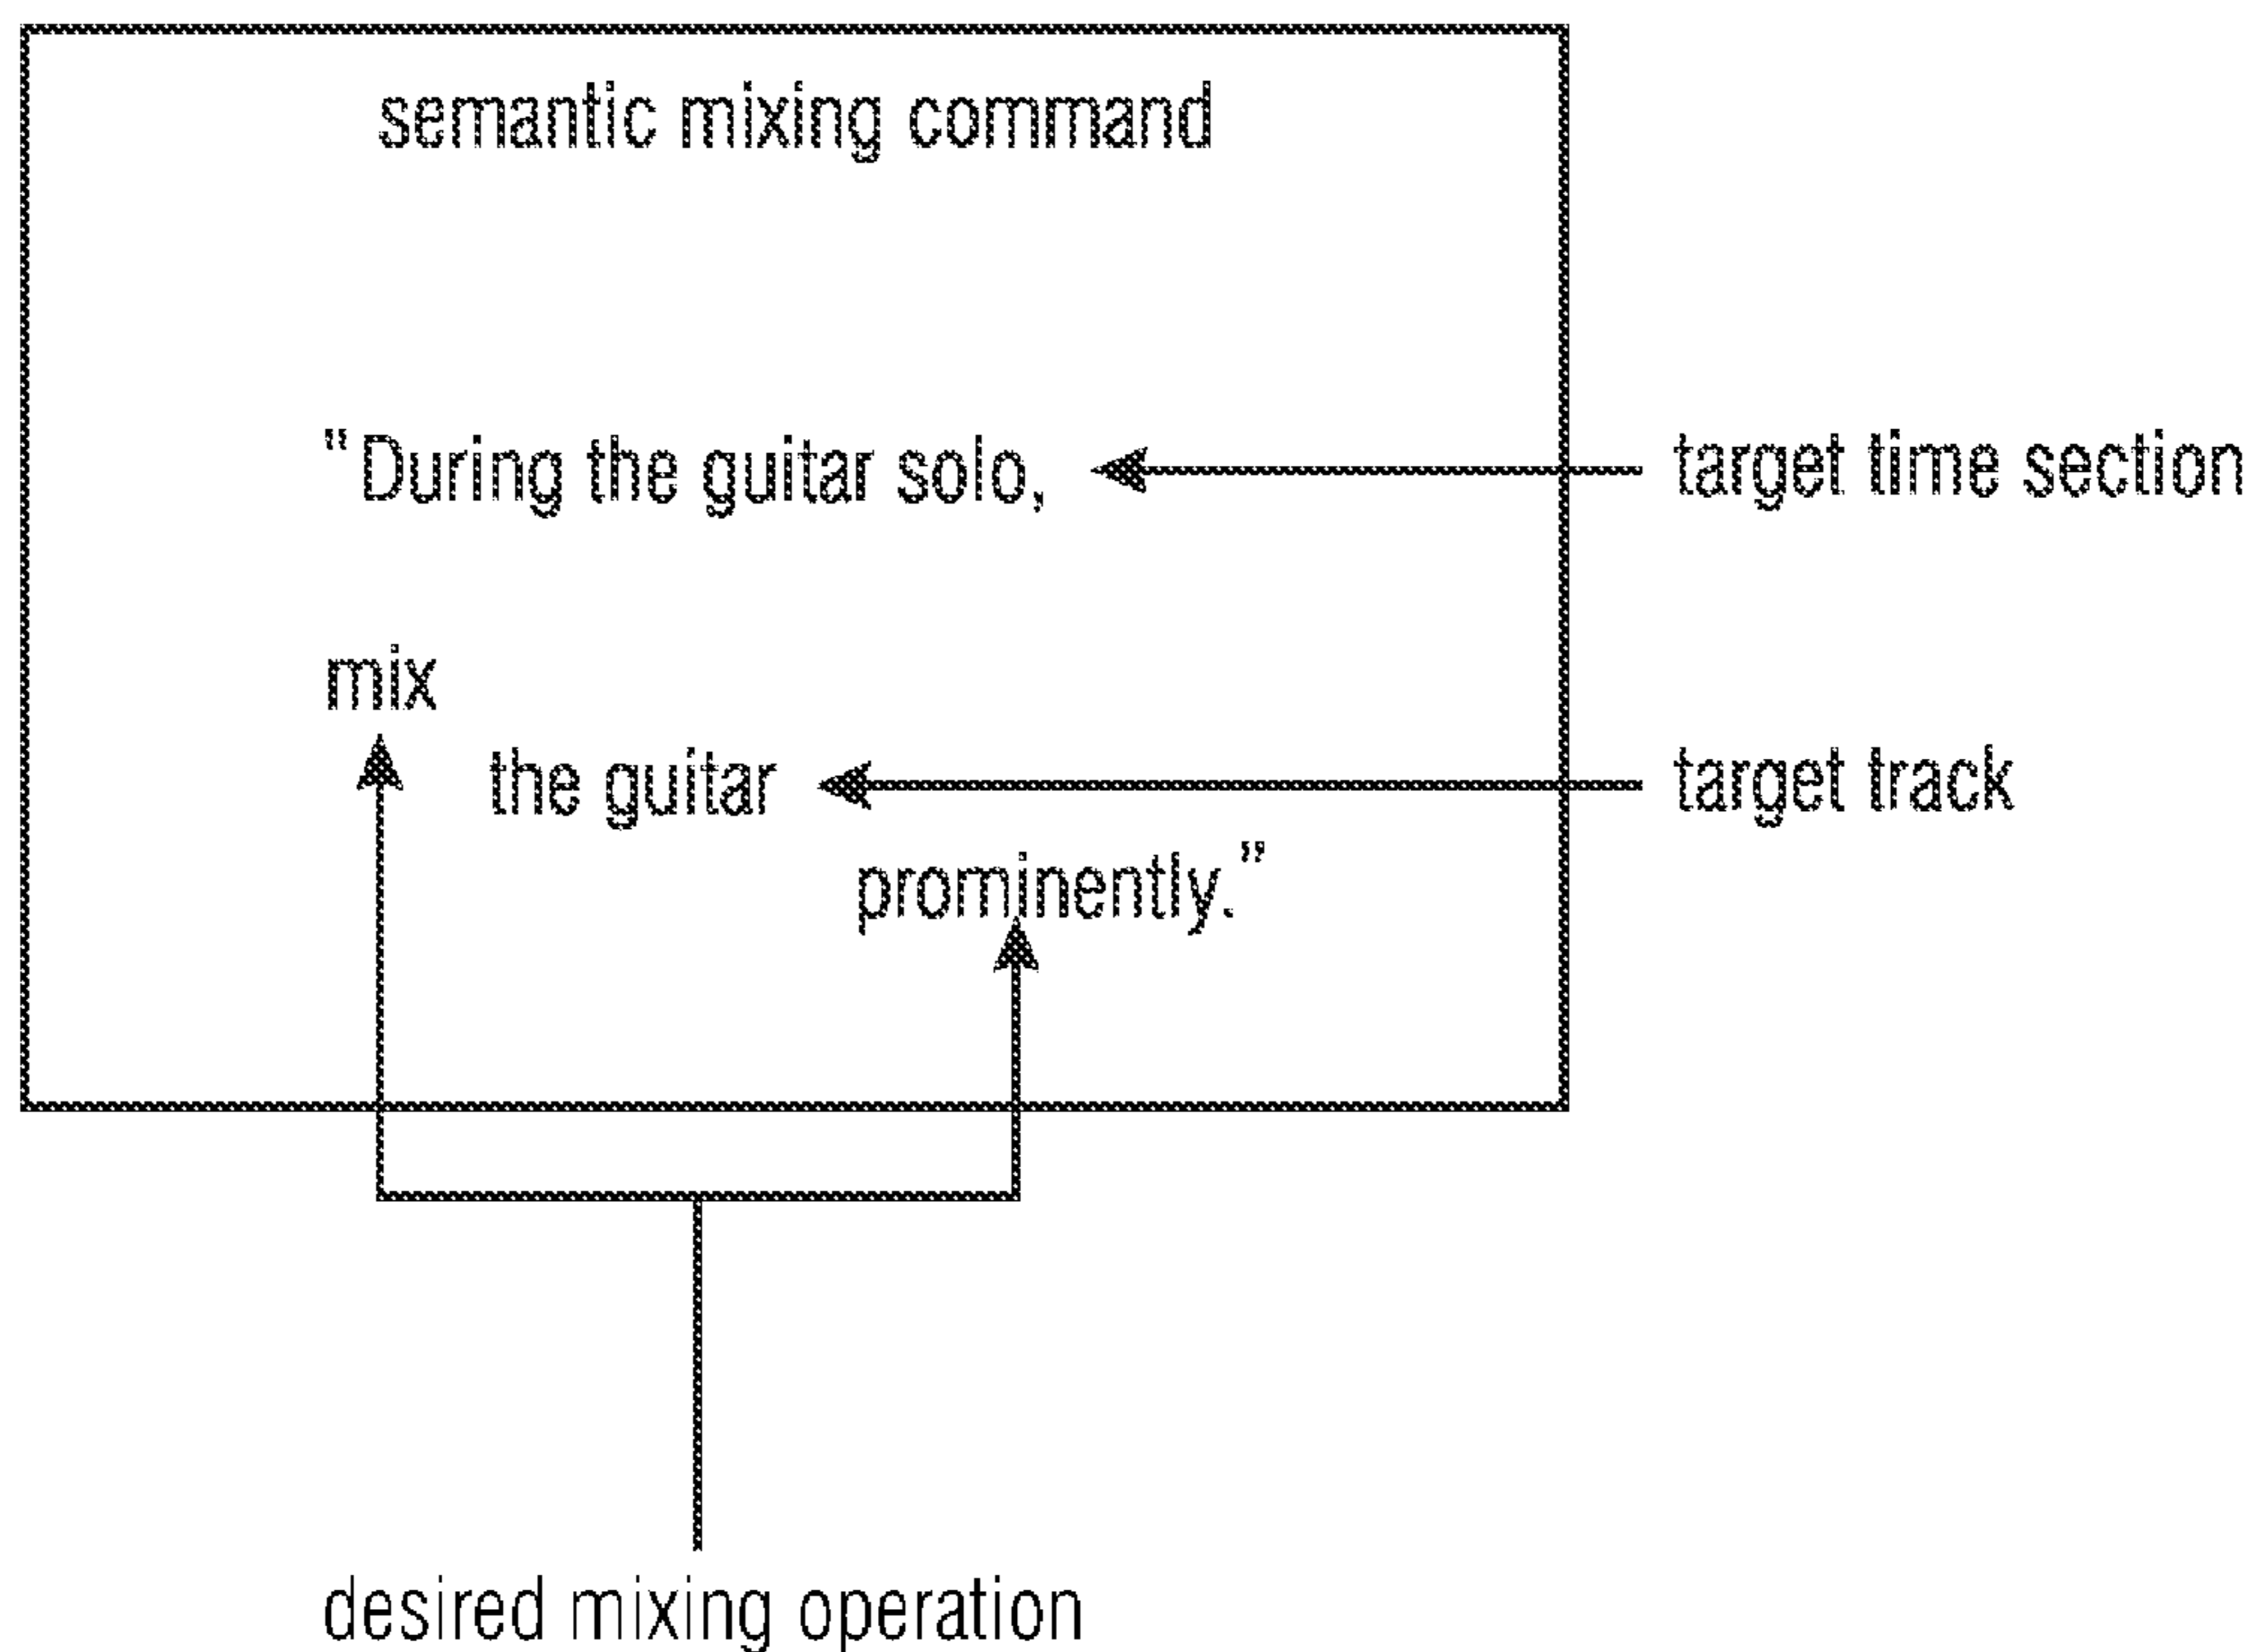 semantic mixing command
"During the guitar solo,
target time section
mix
the guitar
target track
prominently."
desired mixing operation